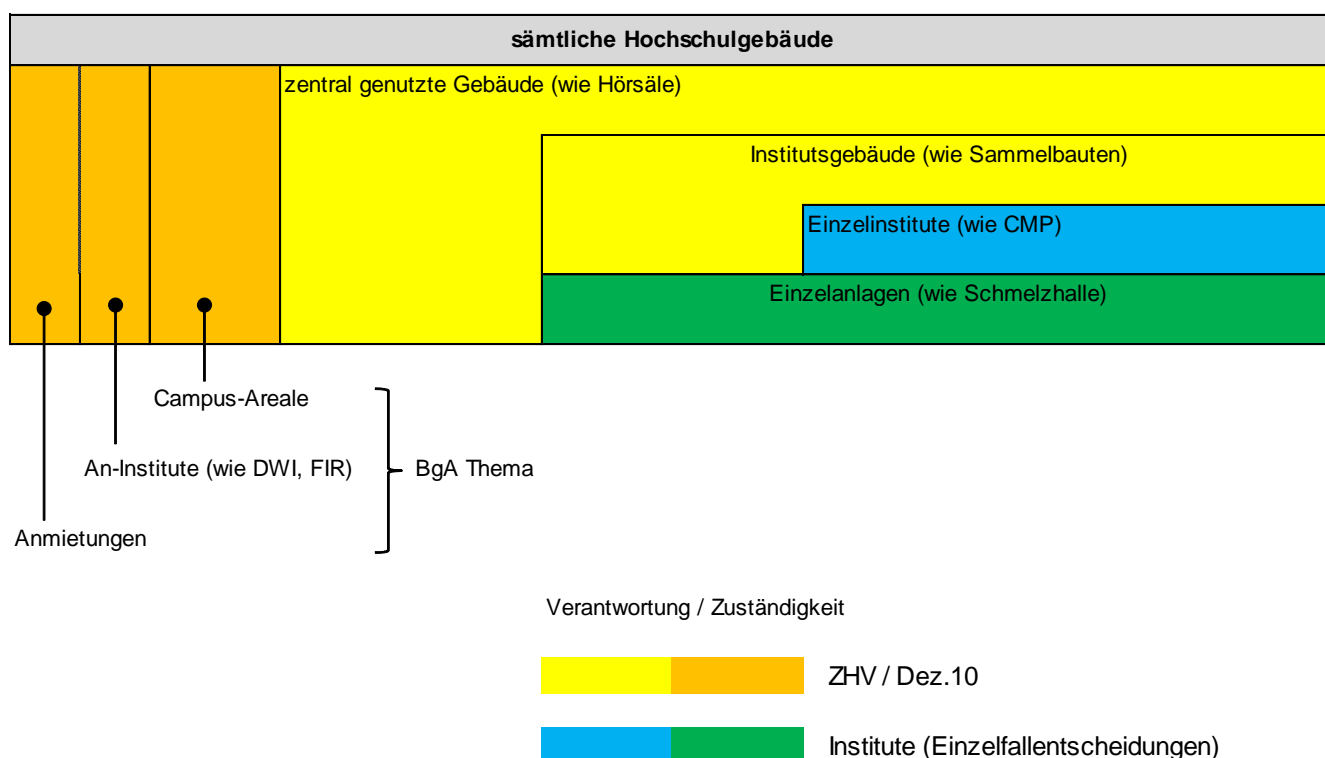 sämtliche Hochschulgebäude
zentral genutzte Gebäude (wie Hörsäle)
Institutsgebäude (wie Sammelbauten)
Einzelinstitute (wie CMP)
Einzelanlagen (wie Schmelzhalle)
Campus-Areale
An-Institute (wie DWI, FIR)
BgA Thema
Anmietungen
Verantwortung / Zuständigkeit
ZHV / Dez.10
Institute (Einzelfallentscheidungen)